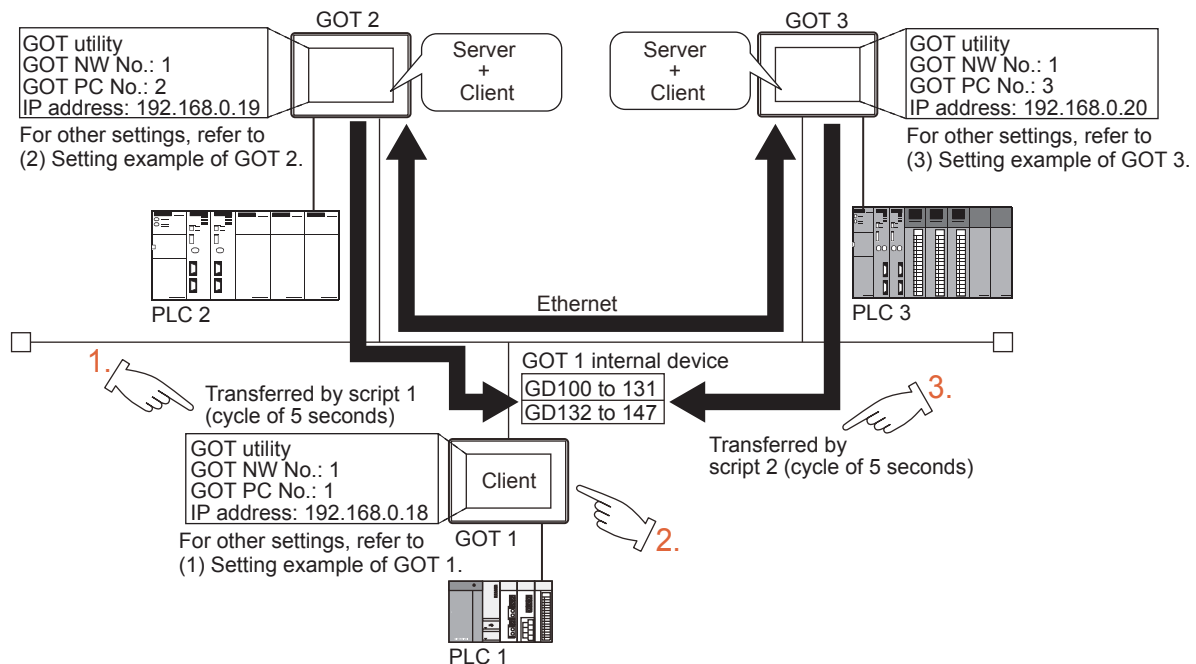 GOT 2
GOT utility
GOT NW No.: 1
GOT PC No.: 2
IP address: 192.168.0.19
Server
+
Client
For other settings, refer to
(2) Setting example of GOT 2.
PLC 2
GOT 3
Server
+
Client
GOT utility
GOT NW No.: 1
GOT PC No.: 3
IP address: 192.168.0.20
For other settings, refer to
(3) Setting example of GOT 3.
PLC 3
Ethernet
1.
Transferred by script 1
(cycle of 5 seconds)
GOT 1 internal device
GD100 to 131
GD132 to 147
3.
Transferred by
script 2 (cycle of 5 seconds)
GOT utility
GOT NW No.: 1
GOT PC No.: 1
IP address: 192.168.0.18
Client
2.
For other settings, refer to
(1) Setting example of GOT 1.
GOT 1
PLC 1